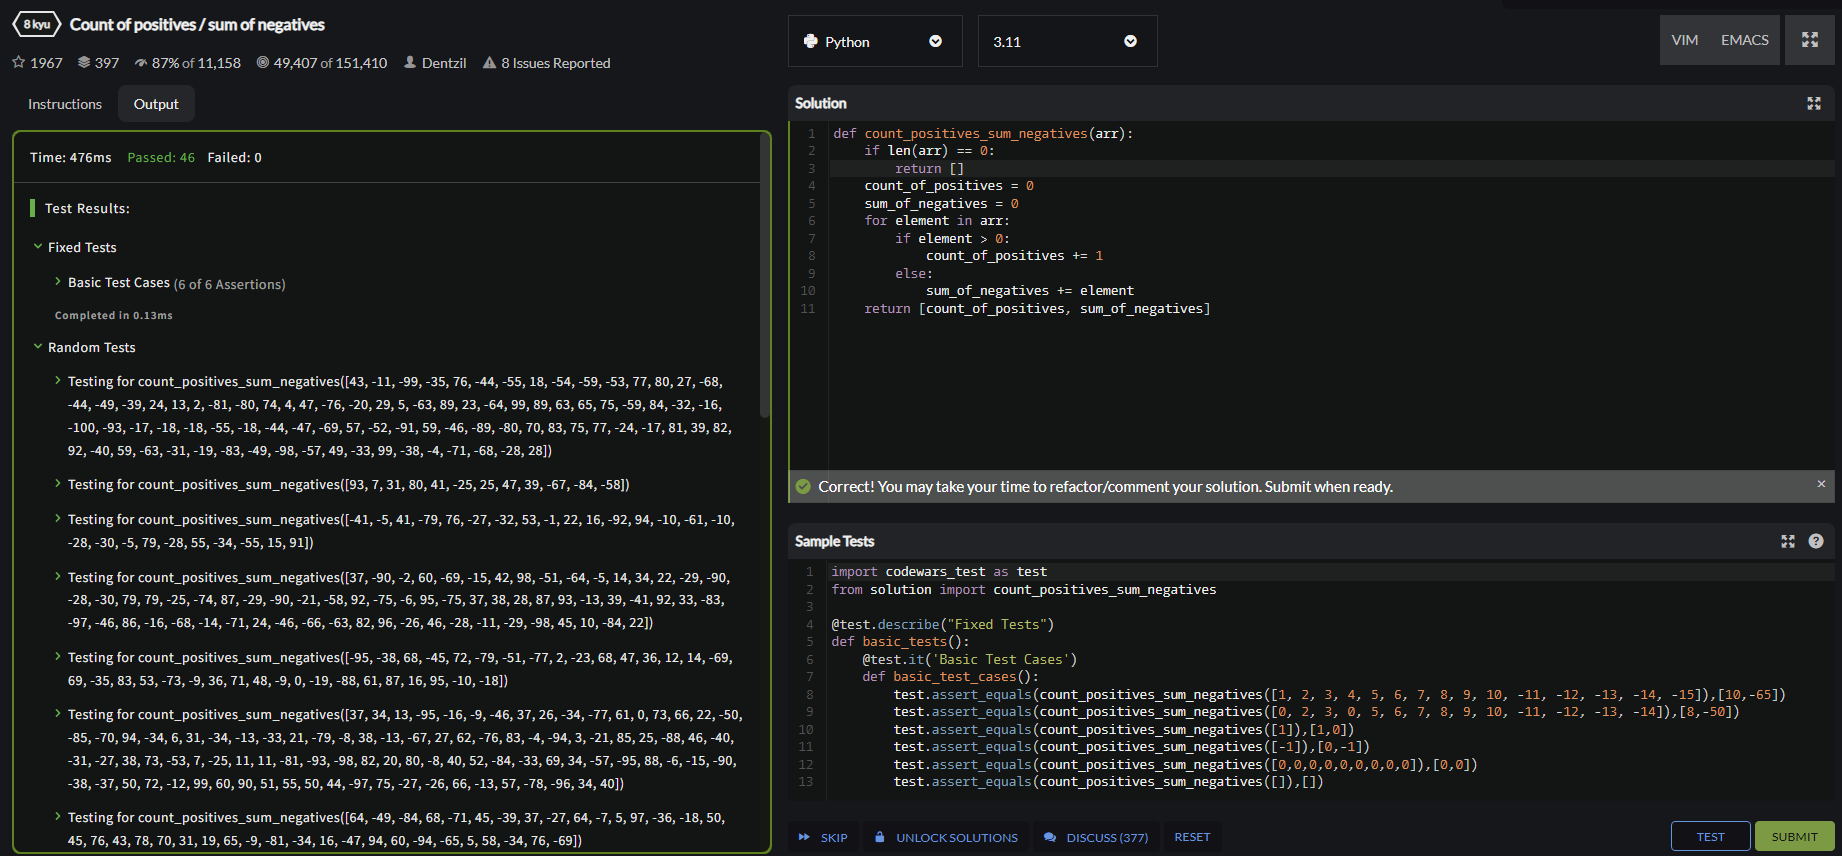 8 kyu Count of positives / sum of negatives
1967 397 87% of 11,158 49,407 of 151,410 Dentzil 8 Issues Reported
Instructions Output
Time: 476ms Passed: 46 Failed: 0
Test Results:
Fixed Tests
Basic Test Cases (6 of 6 Assertions)
Completed in 0.13ms
Random Tests
Testing for count_positives_sum_negatives([43, -11, -99, -35, 76, -44, -55, 18, -54, -59, -53, 77, 80, 27, -68,
-44, -49, -39, 24, 13, 2, -81, -80, 74, 4, 47, -76, -20, 29, 5, -63, 89, 23, -64, 99, 89, 63, 65, 75, -59, 84, -32, -16,
-100, -93, -17, -18, -18, -55, -18, -44, -47, -69, 57, -52, -91, 59, -46, -89, -80, 70, 83, 75, 77, -24, -17, 81, 39, 82,
92, -40, 59, -63, -31, -19, -83, -49, -98, -57, 49, -33, 99, -38, -4, -71, -68, -28, 28])
Testing for count_positives_sum_negatives([93, 7, 31, 80, 41, -25, 25, 47, 39, -67, -84, -58])
Testing for count_positives_sum_negatives([-41, -5, 41, -79, 76, -27, -32, 53, -1, 22, 16, -92, 94, -10, -61, -10,
-28, -30, -5, 79, -28, 55, -34, -55, 15, 91])
Testing for count_positives_sum_negatives([37, -90, -2, 60, -69, -15, 42, 98, -51, -64, -5, 14, 34, 22, -29, -90,
-28, -30, 79, 79, -25, -74, 87, -29, -90, -21, -58, 92, -75, -6, 95, -75, 37, 38, 28, 87, 93, -13, 39, -41, 92, 33, -83,
-97, -46, 86, -16, -68, -14, -71, 24, -46, -66, -63, 82, 96, -26, 46, -28, -11, -29, -98, 45, 10, -84, 22])
Testing for count_positives_sum_negatives([-95, -38, 68, -45, 72, -79, -51, -77, 2, -23, 68, 47, 36, 12, 14, -69,
69, -35, 83, 53, -73, -9, 36, 71, 48, -9, 0, -19, -88, 61, 87, 16, 95, -10, -18])
Testing for count_positives_sum_negatives([37, 34, 13, -95, -16, -9, -46, 37, 26, -34, -77, 61, 0, 73, 66, 22, -50,
-85, -70, 94, -34, 6, 31, -34, -13, -33, 21, -79, -8, 38, -13, -67, 27, 62, -76, 83, -4, -94, 3, -21, 85, 25, -88, 46, -40,
-31, -27, 38, 73, -53, 7, -25, 11, 11, -81, -93, -98, 82, 20, 80, -8, 40, 52, -84, -33, 69, 34, -57, -95, 88, -6, -15, -90,
-38, -37, 50, 72, -12, 99, 60, 90, 51, 55, 50, 44, -97, 75, -27, -26, 66, -13, 57, -78, -96, 34, 40])
Testing for count_positives_sum_negatives([64, -49, -84, 68, -71, 45, -39, 37, -27, 64, -7, 5, 97, -36, -18, 50,
45, 76, 43, 78, 70, 31, 19, 65, -9, -81, -34, 16, -47, 94, 60, -94, -65, 5, 58, -34, 76, -69])
Python 3.11 VIM EMACS
Solution
1 def count_positives_sum_negatives(arr):
2 if len(arr) == 0:
3 return []
4 count_of_positives = 0
5 sum_of_negatives = 0
6 for element in arr:
7 if element > 0:
8 count_of_positives += 1
9 else:
10 sum_of_negatives += element
11 return [count_of_positives, sum_of_negatives]
Correct! You may take your time to refactor/comment your solution. Submit when ready. ×
Sample Tests ?
1 import codewars_test as test
2 from solution import count_positives_sum_negatives
3
4 @test.describe("Fixed Tests")
5 def basic_tests():
6 @test.it('Basic Test Cases')
7 def basic_test_cases():
8 test.assert_equals(count_positives_sum_negatives([1, 2, 3, 4, 5, 6, 7, 8, 9, 10, -11, -12, -13, -14, -15]),[10,-65])
9 test.assert_equals(count_positives_sum_negatives([0, 2, 3, 0, 5, 6, 7, 8, 9, 10, -11, -12, -13, -14]),[8,-50])
10 test.assert_equals(count_positives_sum_negatives([1]),[1,0])
11 test.assert_equals(count_positives_sum_negatives([-1]),[0,-1])
12 test.assert_equals(count_positives_sum_negatives([0,0,0,0,0,0,0,0,0]),[0,0])
13 test.assert_equals(count_positives_sum_negatives([]),[])
SKIP UNLOCK SOLUTIONS DISCUSS (377) RESET TEST SUBMIT